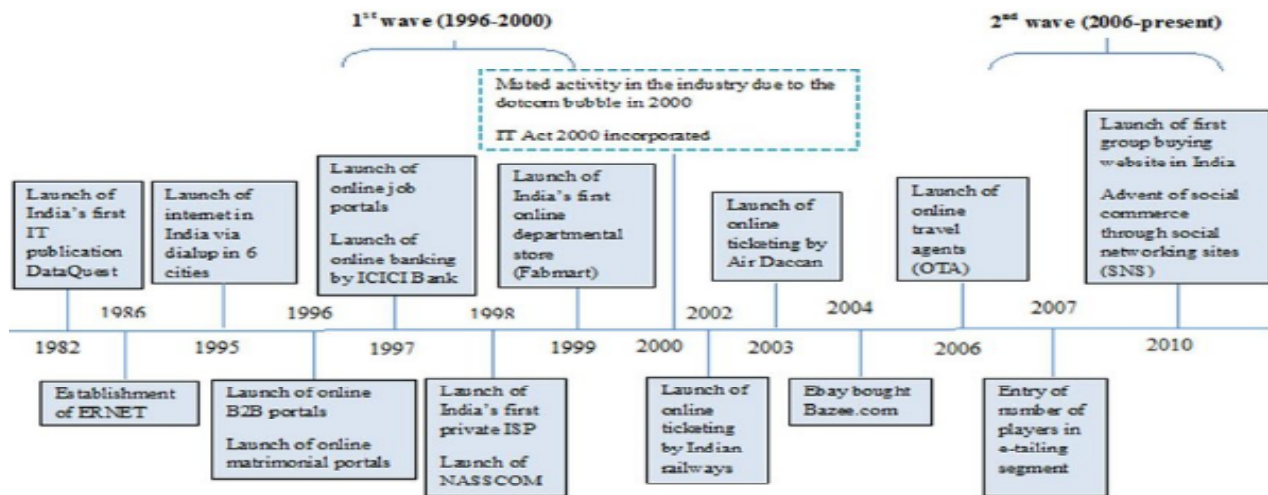 1st wave (1996-2000)
2nd wave (2006-present)
Muted activity in the industry due to the
dotcom bubble in 2000
IT Act 2000 incorporated
Launch of
India's first
IT
publication
DataQuest
Launch of
internet in
India via
dialup in 6
cities
Launch of
online job
portals
Launch of
online banking
by ICICI Bank
Launch of
India's first
online
departmental
store
(Fabmart)
Launch of
online
ticketing by
Air Daccan
Launch of
online
travel
agents
(OTA)
Launch of first
group buying
website in India
Advent of social
commerce
through social
networking sites
(SNS)
1986
1996
1998
2002
2004
2007
1982
1995
1997
1999
2000
2003
2006
2010
Establishment
of ERNET
Launch of online
B2B portals
Launch of online
matrimonial portals
Launch of
India's first
private ISP
Launch of
NASSCOM
Launch of
online
ticketing
by Indian
railways
Ebay bought
Bazee.com
Entry of
number of
players in
e-tailing
segment